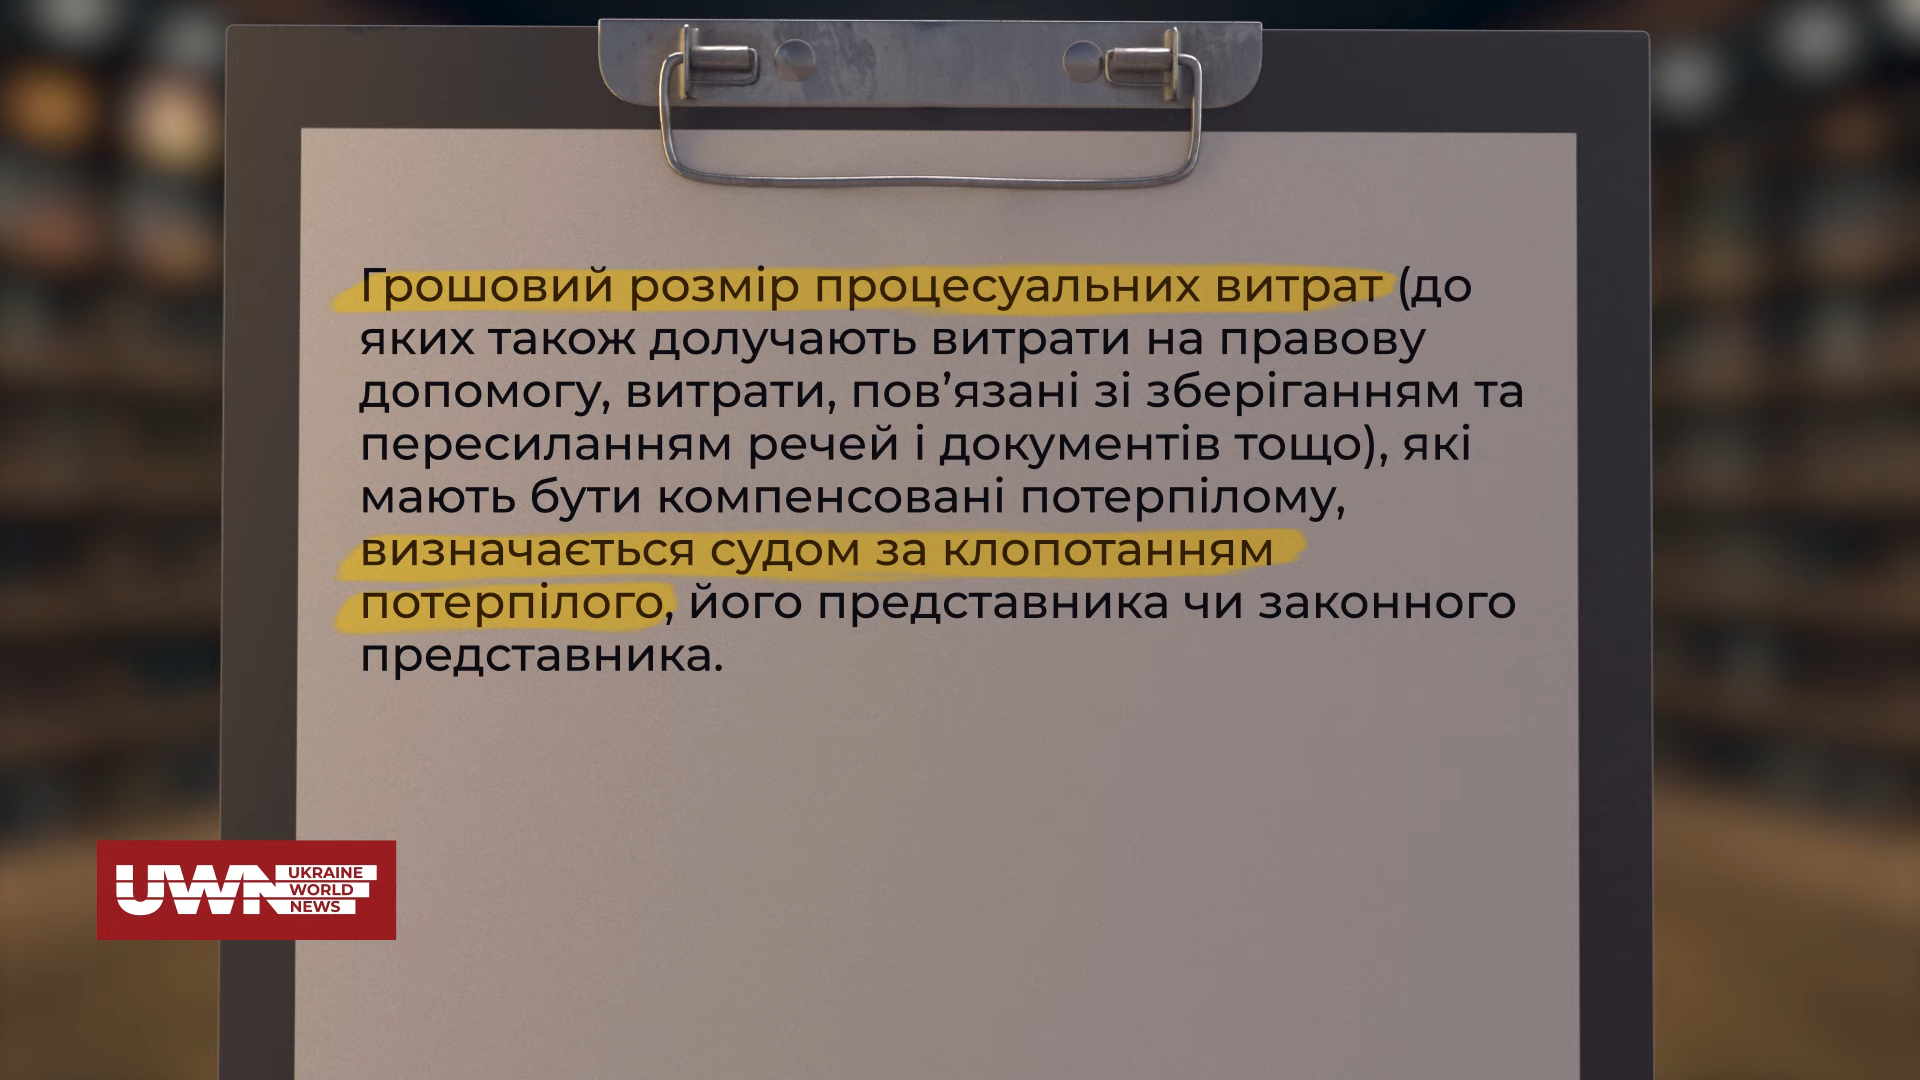 Грошовий розмір процесуальних витрат (до
яких також долучають витрати на правову
допомогу, витрати, пов’язані зі зберіганням та
пересиланням речей і документів тощо), які
мають бути компенсовані потерпілому,
визначається судом за клопотанням
потерпілого, його представника чи законного
представника.
UWN UKRAINE
WORLD
NEWS